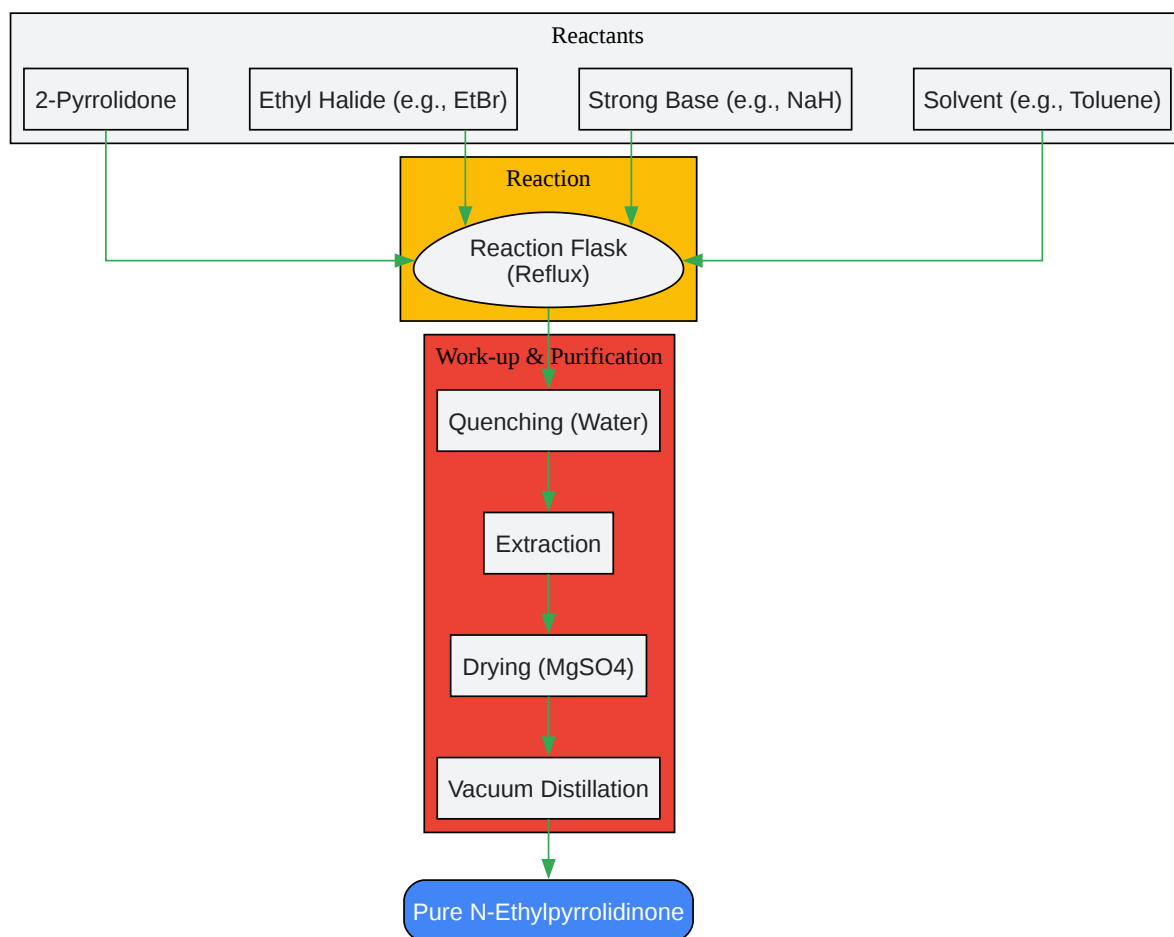 Reactants
2-Pyrrolidone
Ethyl Halide (e.g., EtBr)
Strong Base (e.g., NaH)
Solvent (e.g., Toluene)
Reaction
Reaction Flask
(Reflux)
Work-up & Purification
Quenching (Water)
Extraction
Drying (MgSO4)
Vacuum Distillation
Pure N-Ethylpyrrolidinone